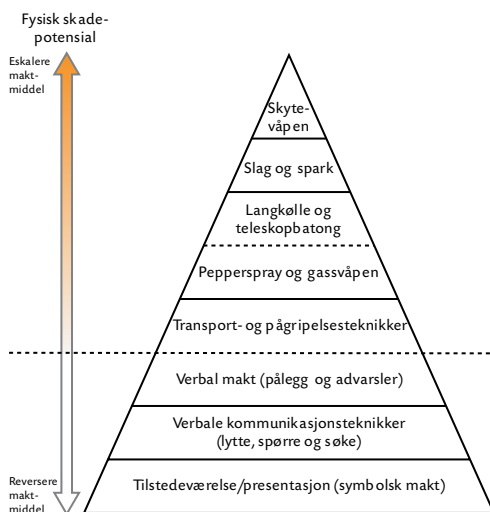 Fysisk skade-
potensial
Eskalere
makt-
middel
Skyte-
våpen
Slag og spark
Langkølle og
teleskopbatong
Pepperspray og gassvåpen
Transport- og pågripelsesteknikker
Verbal makt (pålegg og advarsler)
Verbale kommunikasjonsteknikker
(lytte, spørre og søke)
Tilstedeværelse/presentasjon (symbolsk makt)
Reversere
makt-
middel